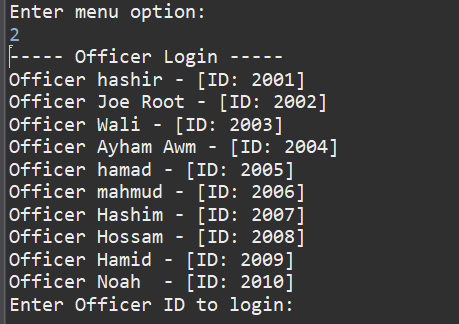 Enter menu option:
2
----- Officer Login -----
Officer hashir - [ID: 2001]
Officer Joe Root - [ID: 2002]
Officer Wali - [ID: 2003]
Officer Ayham Awm - [ID: 2004]
Officer hamad - [ID: 2005]
Officer mahmud - [ID: 2006]
Officer Hashim - [ID: 2007]
Officer Hossam - [ID: 2008]
Officer Hamid - [ID: 2009]
Officer Noah  - [ID: 2010]
Enter Officer ID to login: